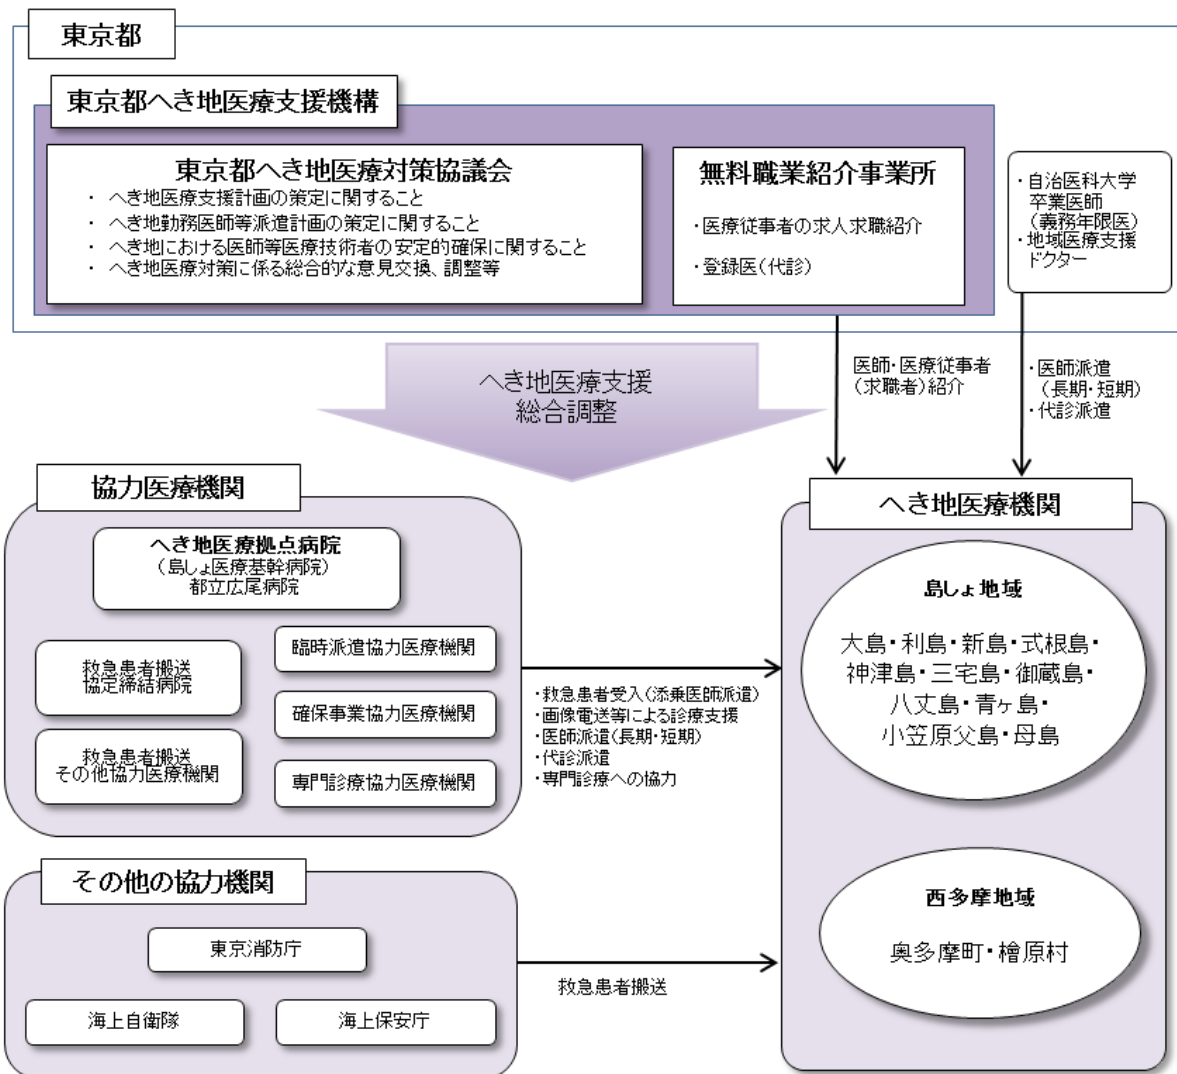 東京都
東京都へき地医療支援機構
東京都へき地医療対策協議会
・ へき地医療支援計画の策定に関すること
・ へき地勤務医師等派遣計画の策定に関すること
・ へき地における医師等医療技術者の安定的確保に関すること
・ へき地医療対策に係る総合的な意見交換、調整等
無料職業紹介事業所
・医療従事者の求人求職紹介
・登録医(代診)
・自治医科大学
卒業医師
(義務年限医)
・地域医療支援
ドクター
へき地医療支援
総合調整
医師・医療従事者
(求職者)紹介
・医師派遣
(長期・短期)
・代診派遣
協力医療機関
へき地医療拠点病院
(島しょ医療基幹病院)
都立広尾病院
救急患者搬送
協定締結病院
救急患者搬送
その他協力医療機関
臨時派遣協力医療機関
確保事業協力医療機関
専門診療協力医療機関
・救急患者受入(添乗医師派遣)
・画像電送等による診療支援
・医師派遣(長期・短期)
・代診派遣
・専門診療への協力
へき地医療機関
島しょ地域
大島・利島・新島・式根島・
神津島・三宅島・御蔵島・
八丈島・青ヶ島・
小笠原父島・母島
西多摩地域
奥多摩町・檜原村
その他の協力機関
東京消防庁
海上自衛隊
海上保安庁
救急患者搬送